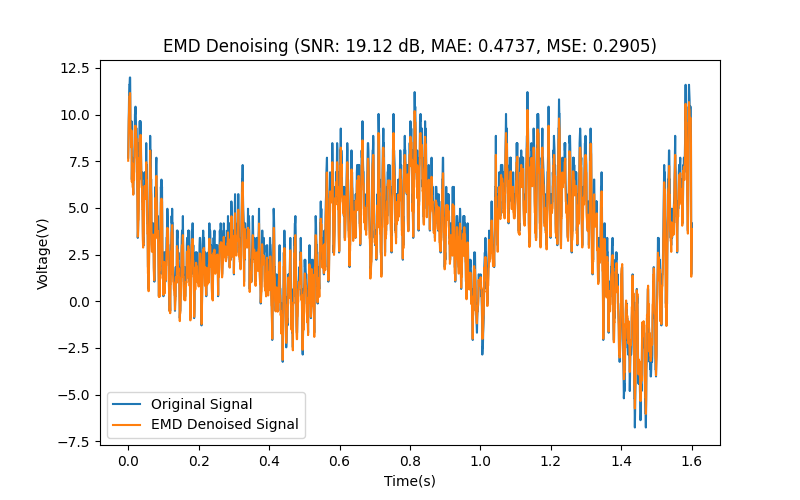 EMD Denoising (SNR: 19.12 dB, MAE: 0.4737, MSE: 0.2905)
12.5
10.0
7.5
5.0
2.5
0.0
−2.5
−5.0
−7.5
Voltage(V)
Original Signal
EMD Denoised Signal
0.0 0.2 0.4 0.6 0.8 1.0 1.2 1.4 1.6
Time(s)